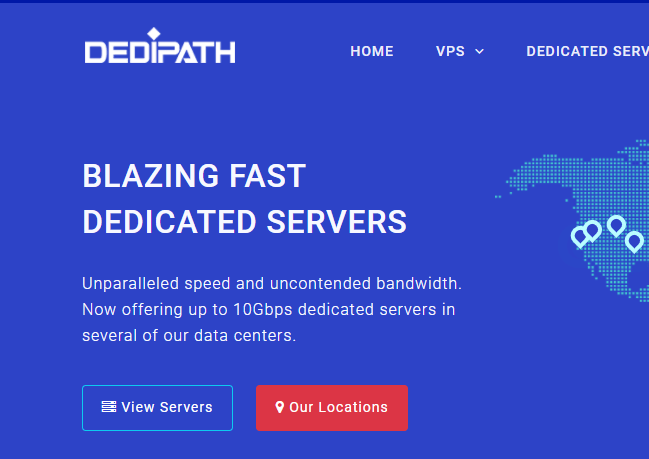 DEDIPATH
HOME
VPS
DEDICATED SERV
BLAZING FAST
DEDICATED SERVERS
Unparalleled speed and uncontended bandwidth.
Now offering up to 10Gbps dedicated servers in
several of our data centers.
View Servers
Our Locations